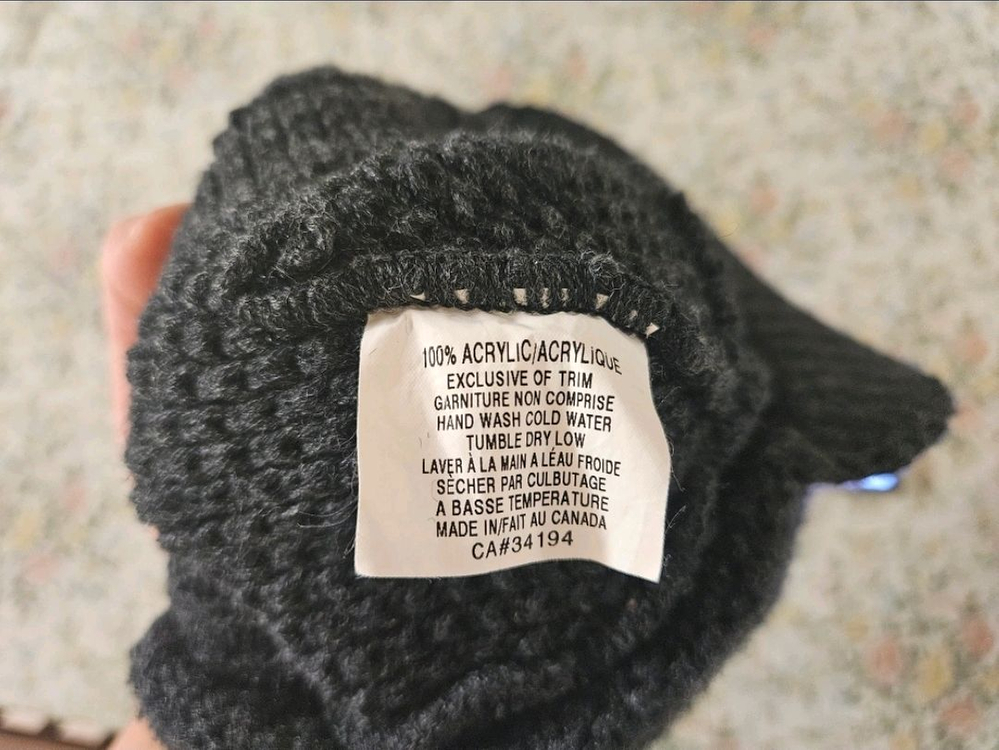 100% ACRYLIC/ACRYLIQUE
EXCLUSIVE OF TRIM
GARNITURE NON COMPRISE
HAND WASH COLD WATER
TUMBLE DRY LOW
LAVER À LA MAIN A LÉAU FROIDE
SÈCHER PAR CULBUTAGE
A BASSE TEMPERATURE
MADE IN/FAIT AU CANADA
CA#34194